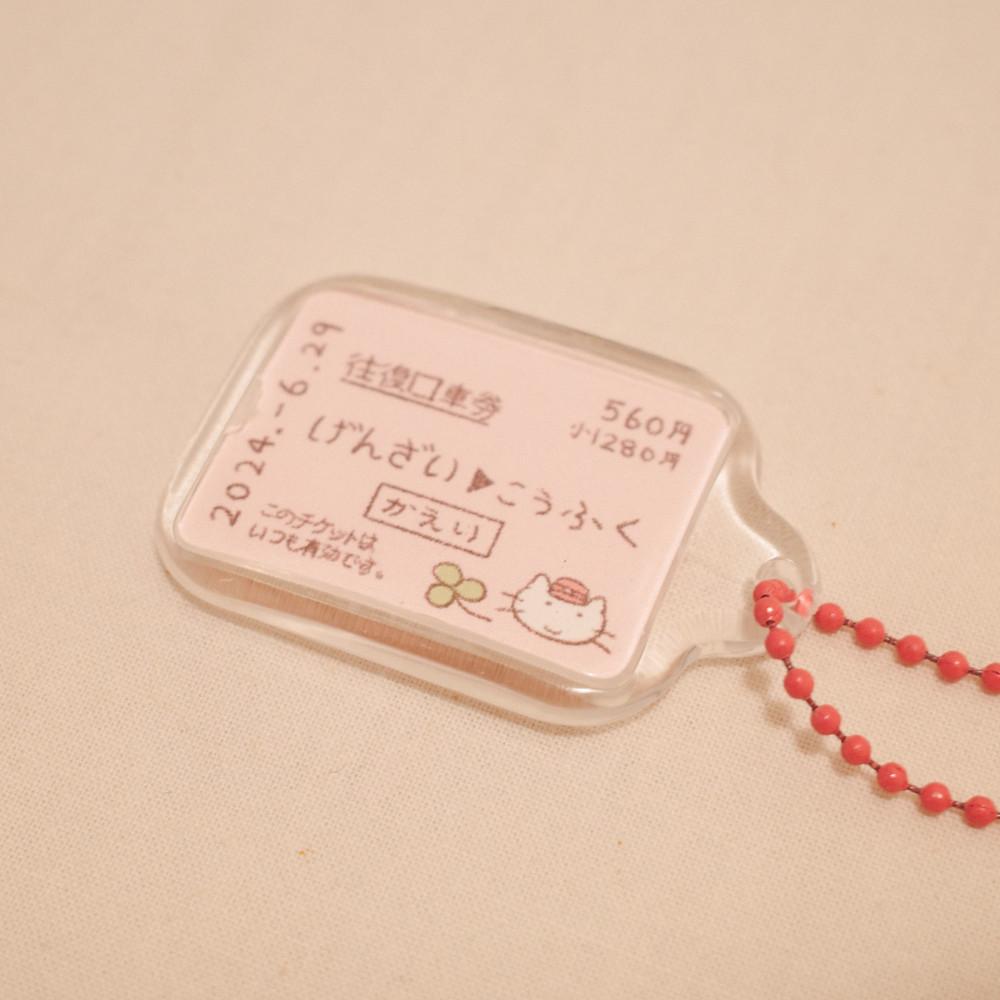 2024.-6.29
往復口車券
560円
小1280円
げんざい▶こうふく
かえり
このチケットは
いつも有効です。